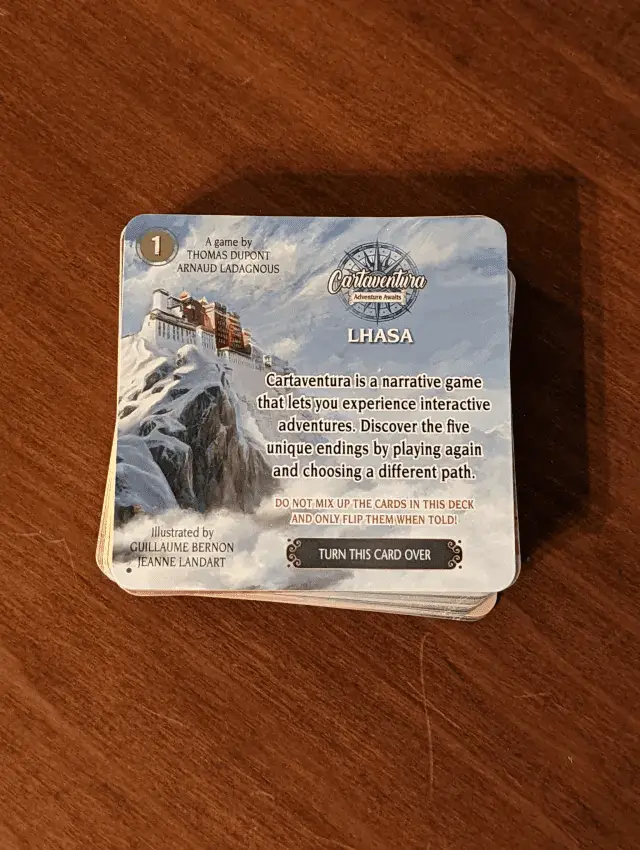 1
A game by
THOMAS DUPONT
ARNAUD LADAGNOUS
Cartaventura
Adventure Awaits
LHASA
Cartaventura is a narrative game
that lets you experience interactive
adventures. Discover the five
unique endings by playing again
and choosing a different path.
DO NOT MIX UP THE CARDS IN THIS DECK
AND ONLY FLIP THEM WHEN TOLD!
Illustrated by
GUILLAUME BERNON
JEANNE LANDART
TURN THIS CARD OVER